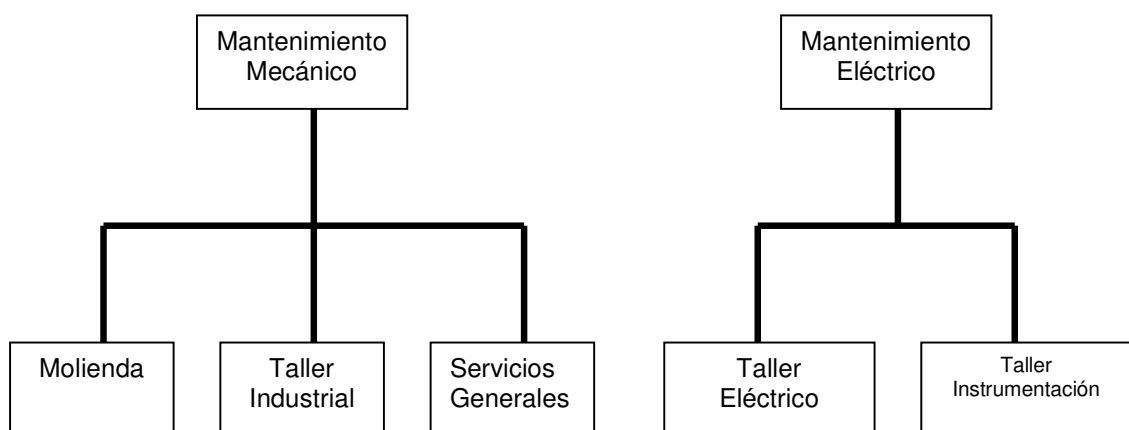 Mantenimiento
Mecánico
Mantenimiento
Eléctrico
Molienda
Taller
Industrial
Servicios
Generales
Taller
Eléctrico
Taller
Instrumentación